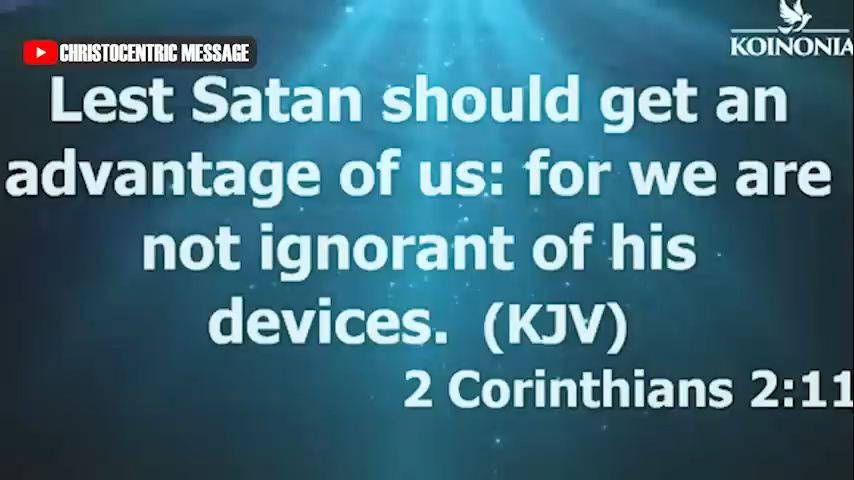 CHRISTOCENTRIC MESSAGE
KOINONIA
Lest Satan should get an
advantage of us: for we are
not ignorant of his
devices. (KJV)
2 Corinthians 2:11